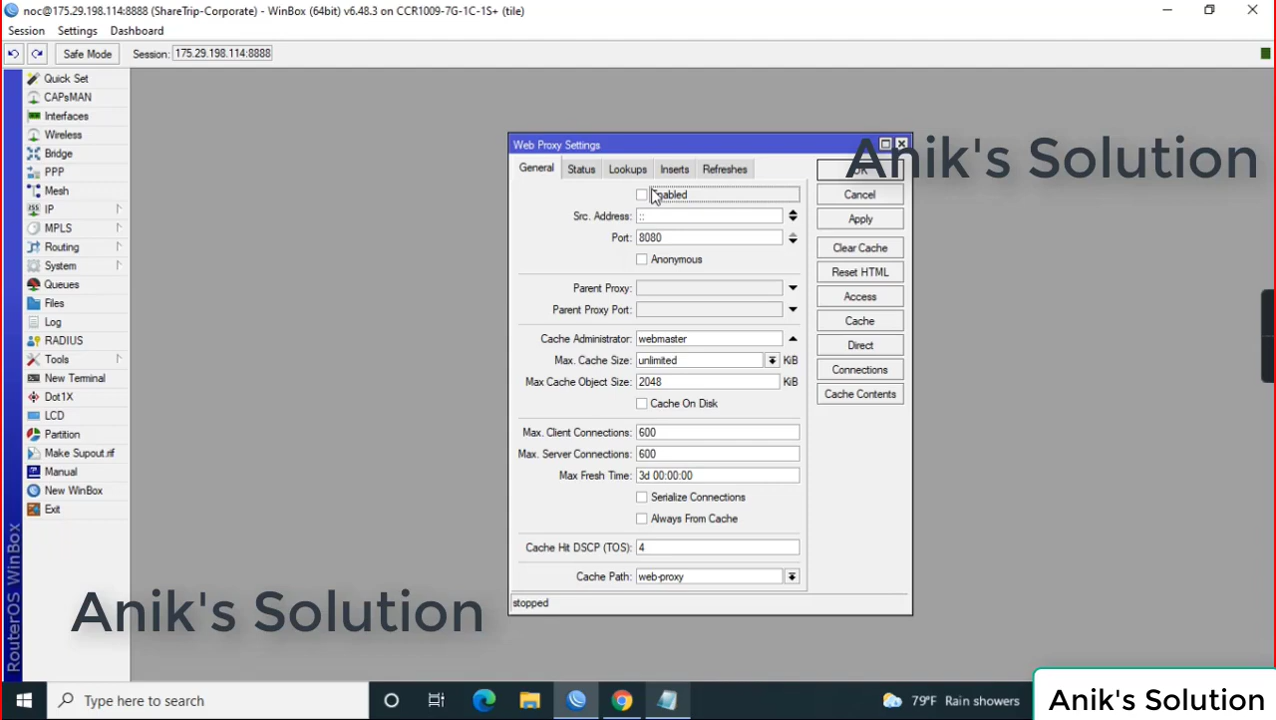 noc@175.29.198.114:8888 (ShareTrip-Corporate) - WinBox (64bit) v6.48.3 on CCR1009-7G-1C-1S+ (tile)
Session Settings Dashboard
Safe Mode Session: 175.29.198.114:8888
Quick Set
CAPsMAN
Interfaces
Wireless
Bridge
PPP
Mesh
IP
MPLS
Routing
System
Queues
Files
Log
RADIUS
Tools
New Terminal
Dot1X
LCD
Partition
Make Supout.rif
Manual
New WinBox
Exit
RouterOS WinBox
Web Proxy Settings
General Status Lookups Inserts Refreshes
Src. Address: ::
Port: 8080
Anonymous
Parent Proxy:
Parent Proxy Port:
Cache Administrator: webmaster
Max. Cache Size: unlimited KiB
Max Cache Object Size: 2048 KiB
Cache On Disk
Max. Client Connections: 600
Max. Server Connections: 600
Max Fresh Time: 3d 00:00:00
Serialize Connections
Always From Cache
Cache Hit DSCP (TOS): 4
Cache Path: web-proxy
stopped
Cancel
Apply
Clear Cache
Reset HTML
Access
Cache
Direct
Connections
Cache Contents
Anik's Solution
Anik's Solution
Type here to search
79°F Rain showers
Anik's Solution